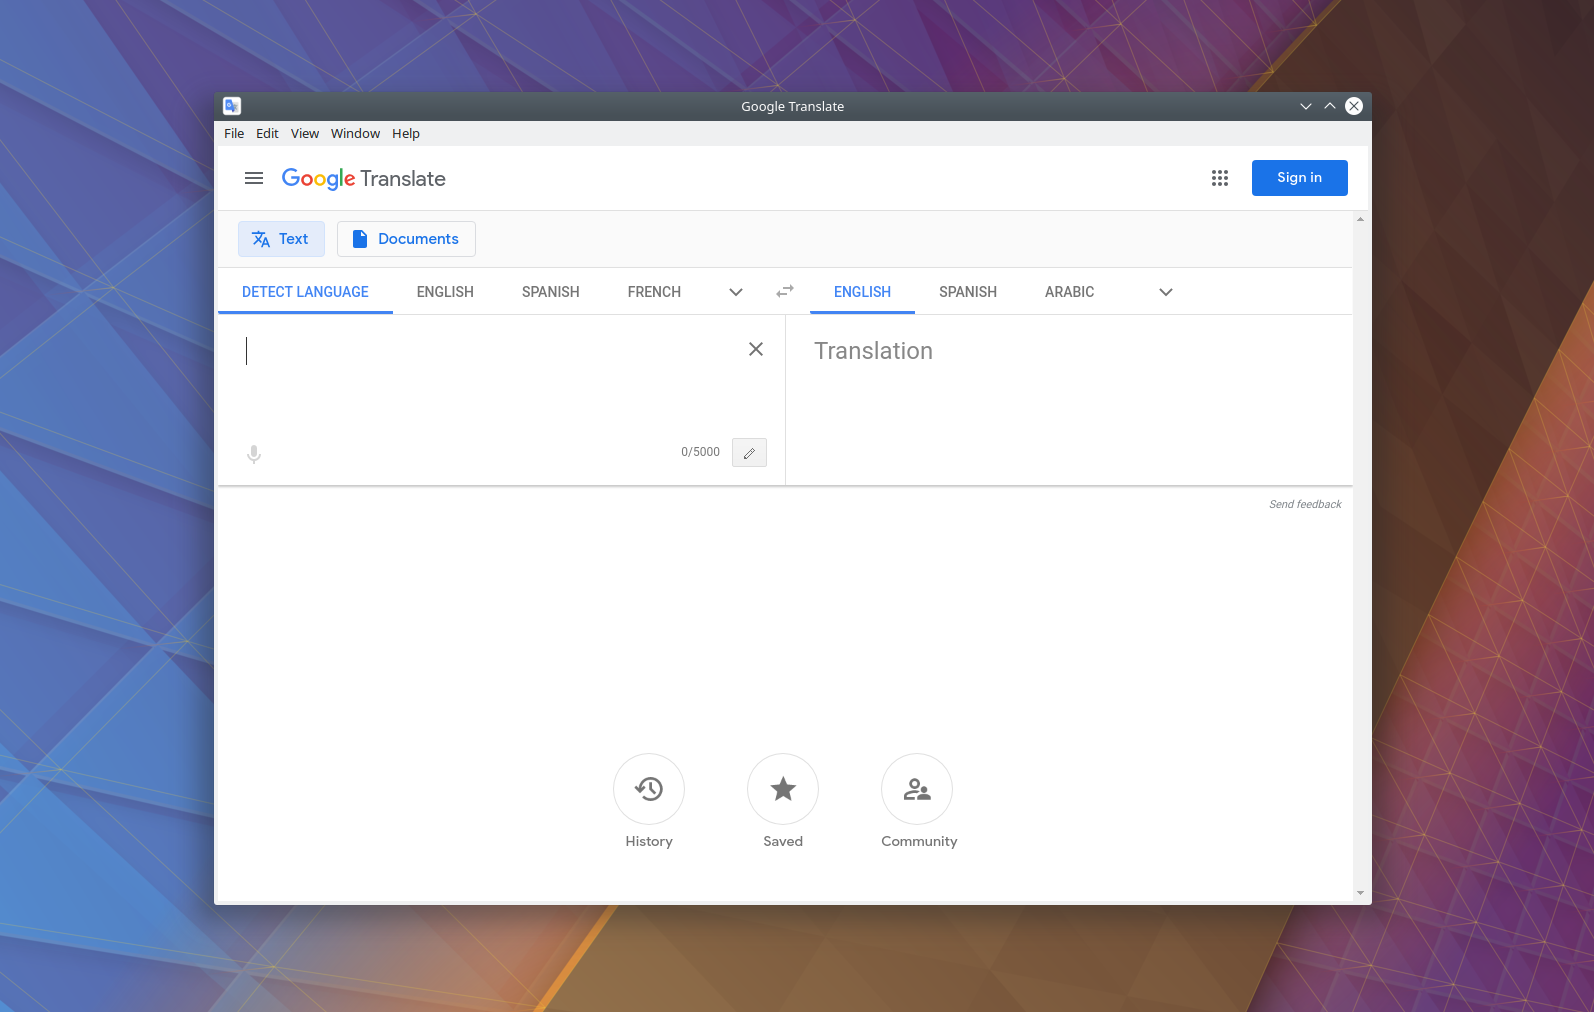 Google Translate
File Edit View Window Help
Google Translate Sign in
Text Documents
DETECT LANGUAGE ENGLISH SPANISH FRENCH ENGLISH SPANISH ARABIC
Translation
0/5000
Send feedback
History Saved Community